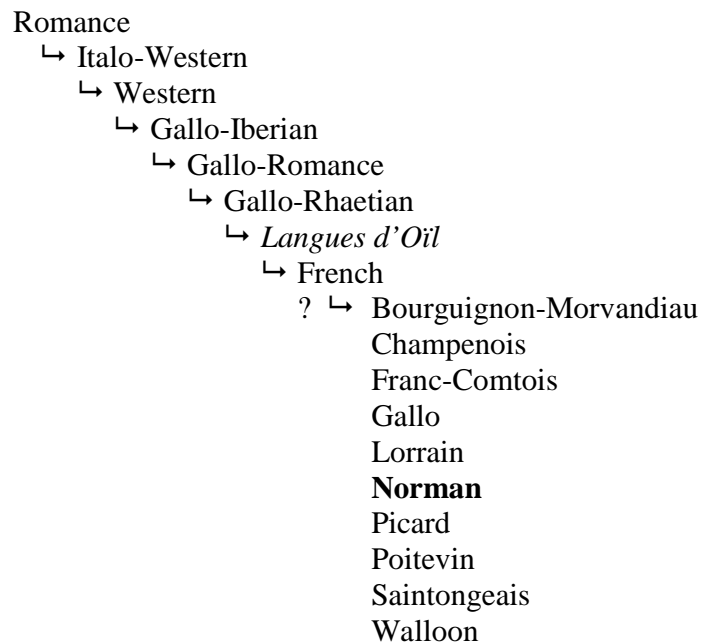 Romance
↳ Italo-Western
↳ Western
↳ Gallo-Iberian
↳ Gallo-Romance
↳ Gallo-Rhaetian
↳ Langues d’Oïl
↳ French
? ↳ Bourguignon-Morvandiau
Champenois
Franc-Comtois
Gallo
Lorrain
Norman
Picard
Poitevin
Saintongeais
Walloon